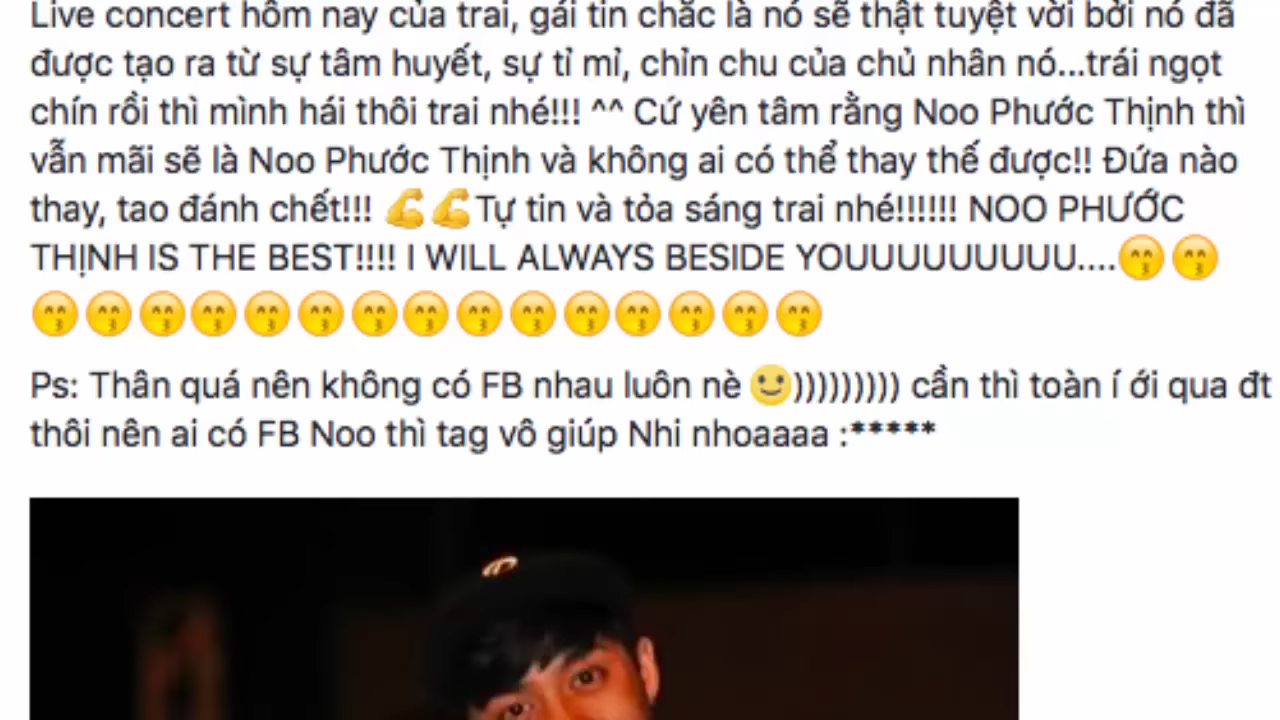 Live concert hôm nay của trai, gái tin chắc là nó sẽ thật tuyệt vời bởi nó đã
được tạo ra từ sự tâm huyết, sự tỉ mỉ, chỉn chu của chủ nhân nó...trái ngọt
chín rồi thì mình hái thôi trai nhé!!! ^^ Cứ yên tâm rằng Noo Phước Thịnh thì
vẫn mãi sẽ là Noo Phước Thịnh và không ai có thể thay thế được!! Đứa nào
thay, tao đánh chết!!! 💪💪Tự tin và tỏa sáng trai nhé!!!!!! NOO PHƯỚC
THỊNH IS THE BEST!!!! I WILL ALWAYS BESIDE YOUUUUUUUUUU....😙😙
😙😙😙😙😙😙😙😙😙😙😙😙😙😙😙
Ps: Thân quá nên không có FB nhau luôn nè 🙂))))))))) cần thì toàn í ới qua đt
thôi nên ai có FB Noo thì tag vô giúp Nhi nhoaaaa :*****